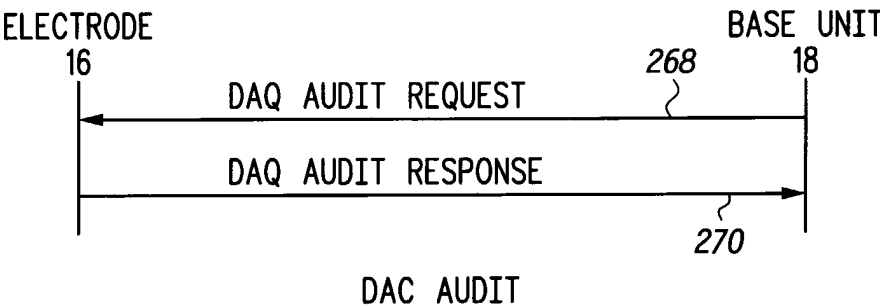 ELECTRODE
16
BASE UNIT
18
268
DAQ AUDIT REQUEST
DAQ AUDIT RESPONSE
270
DAC AUDIT